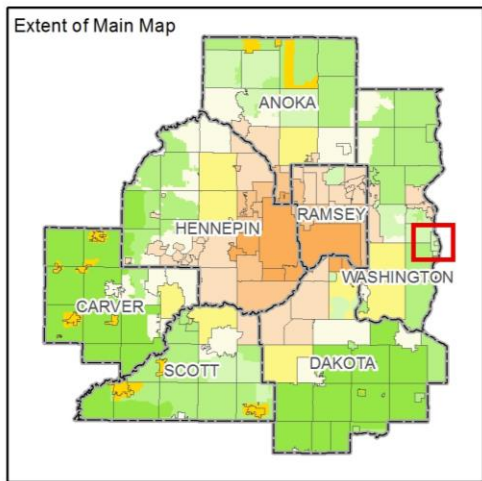 Extent of Main Map
ANOKA
HENNEPIN
RAMSEY
WASHINGTON
CARVER
SCOTT
DAKOTA